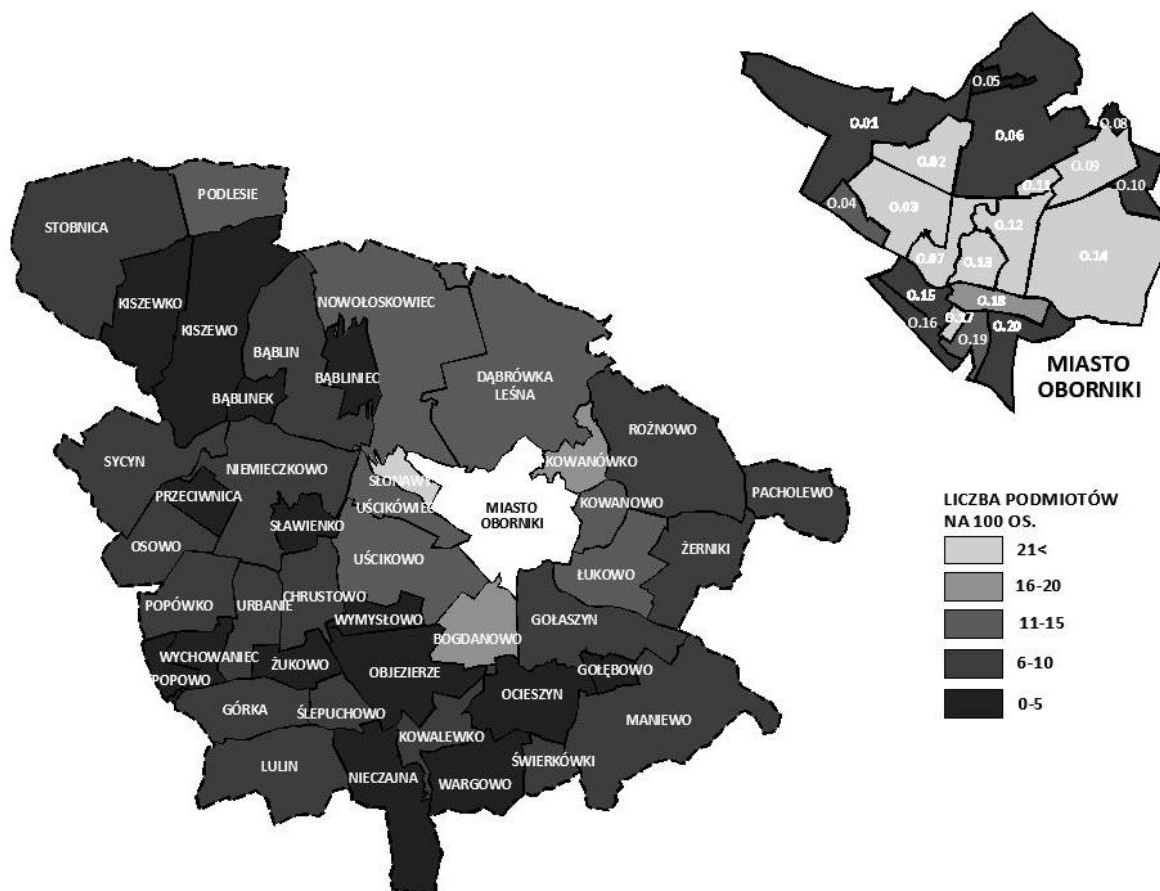 O.05
O.01
O.06
O.08
O.02
O.09
O.11
O.10
O.04
O.03
O.12
O.07
O.13
O.14
O.15
O.18
O.16
O.17
O.20
O.19
MIASTO
OBORNIKI
PODLESIE
STOBNICA
KISZEWKO
NOWOŁOSKOWIEC
KISZEWO
BĄBLIN
BĄBLINIEC
DĄBRÓWKA
LEŚNA
BĄBLINEK
ROŻNOWO
SYCYN
NIEMIECZKOWO
SŁONAWY
KOWANÓWKO
PRZECIWNICA
UŚCIKÓWIEC
MIASTO
OBORNIKI
KOWANOWO
PACHOLEWO
SŁAWIENKO
OSOWO
UŚCIKOWO
ŻERNIKI
ŁUKOWO
POPÓWKO
URBANIE
CHRUSTOWO
WYMYSŁOWO
GOŁASZYN
BOGDANOWO
WYCHOWANIEC
ŻUKOWO
OBJEZIERZE
GOŁĘBOWO
POPOWO
OCIESZYN
GÓRKA
ŚLEPUCHOWO
MANIEWO
KOWALEWKO
LULIN
NIECZAJNA
WARGOWO
ŚWIERKÓWKI
LICZBA PODMIOTÓW
NA 100 OS.
21<
16-20
11-15
6-10
0-5